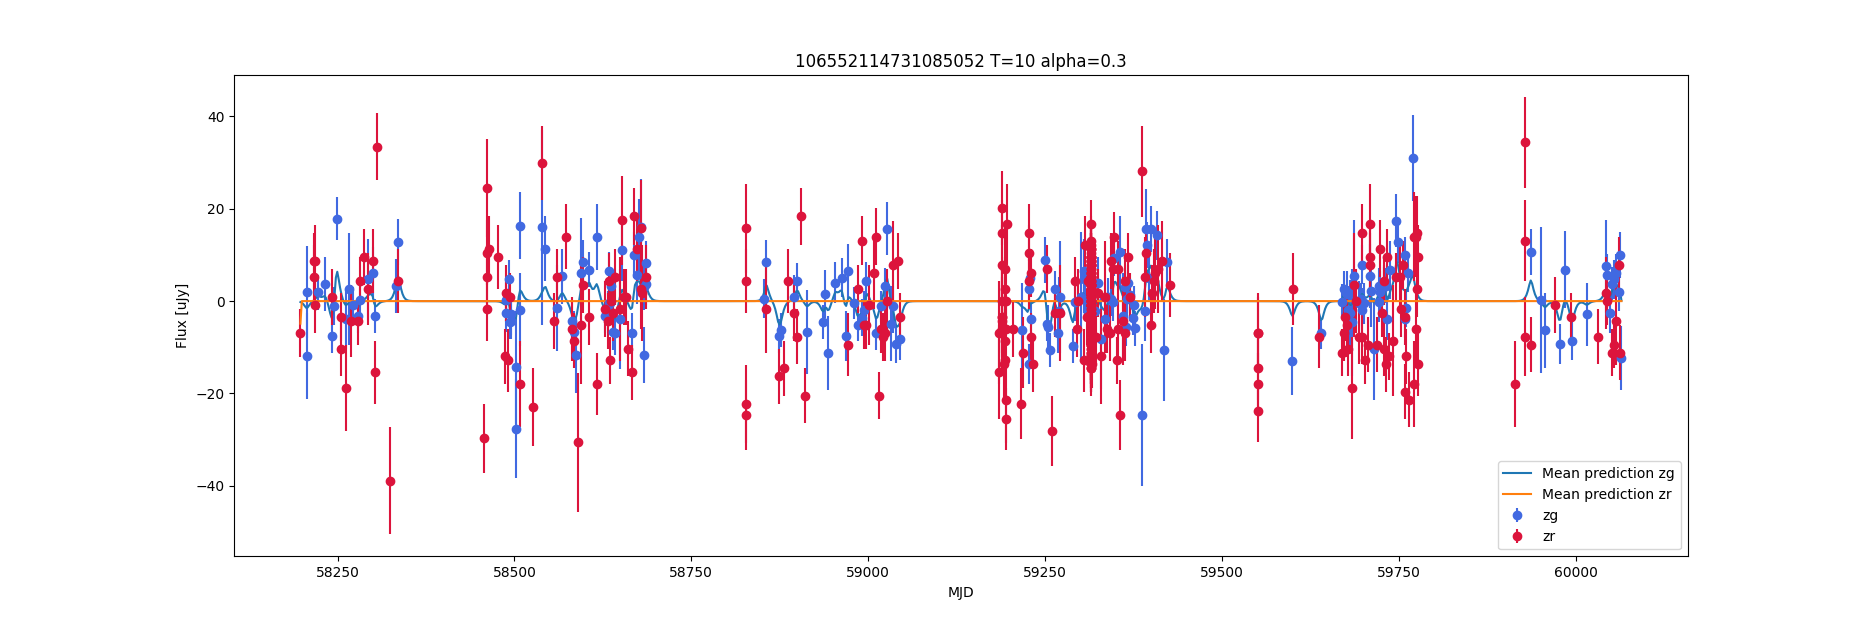 106552114731085052 T=10 alpha=0.3
Flux [uJy]
40
20
0
−20
−40
58250
58500
58750
59000
59250
59500
59750
60000
MJD
Mean prediction zg
Mean prediction zr
zg
zr